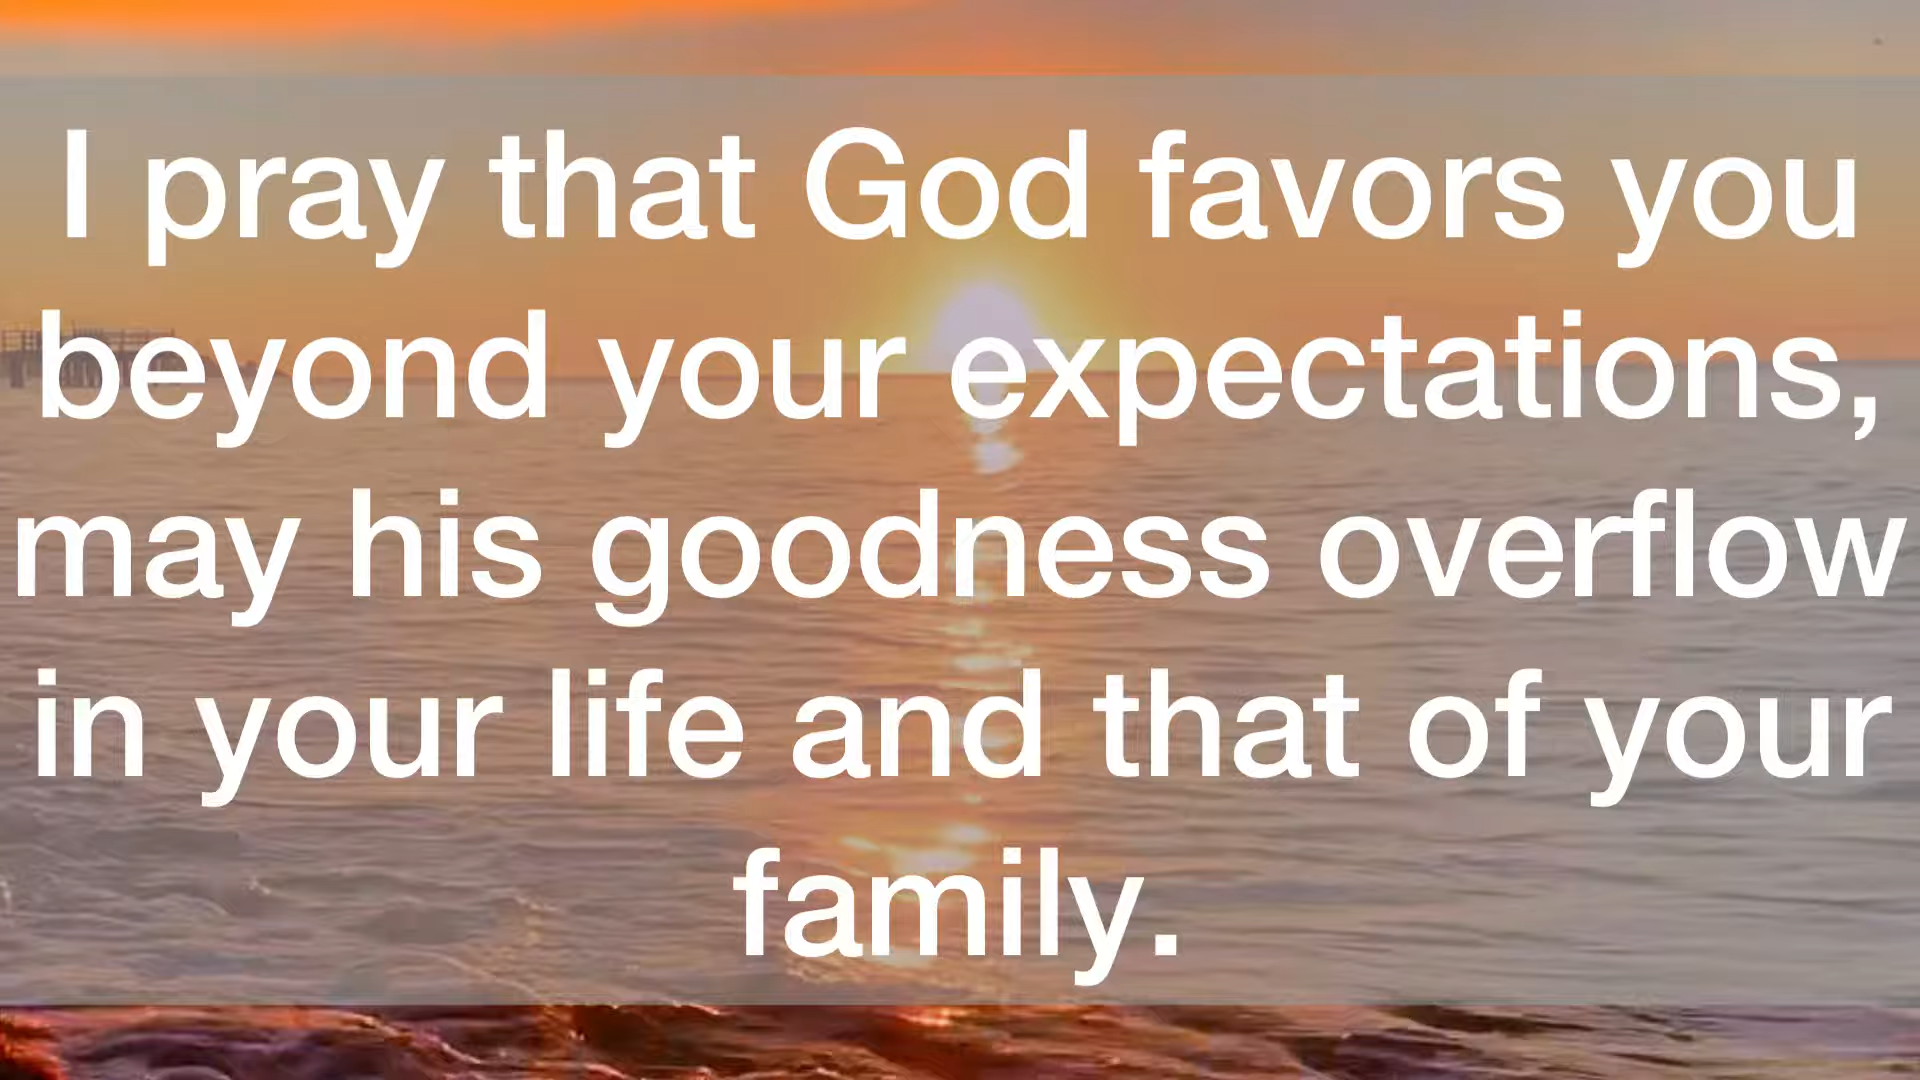 I pray that God favors you
beyond your expectations,
may his goodness overflow
in your life and that of your
family.